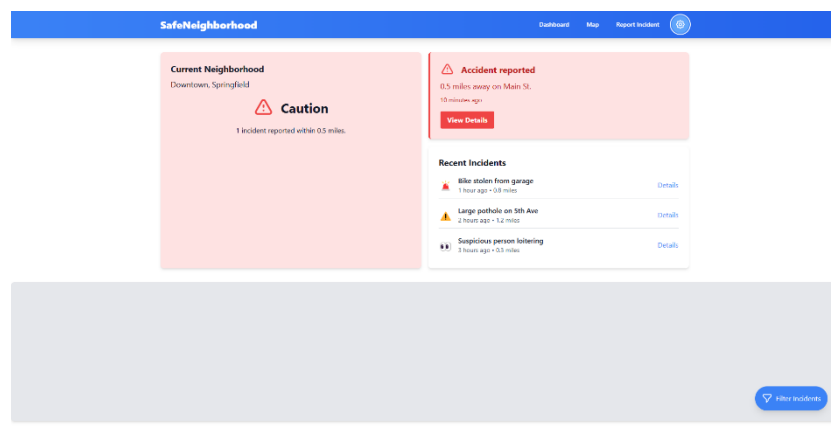 SafeNeighborhood
Dashboard Map Report Incident
Current Neighborhood
Downtown, Springfield
Caution
1 incident reported within 0.5 miles.
Accident reported
0.5 miles away on Main St.
10 minutes ago
View Details
Recent Incidents
Bike stolen from garage
1 hour ago • 0.8 miles
Details
Large pothole on 5th Ave
2 hours ago • 1.2 miles
Details
Suspicious person loitering
3 hours ago • 0.5 miles
Details
Filter Incidents